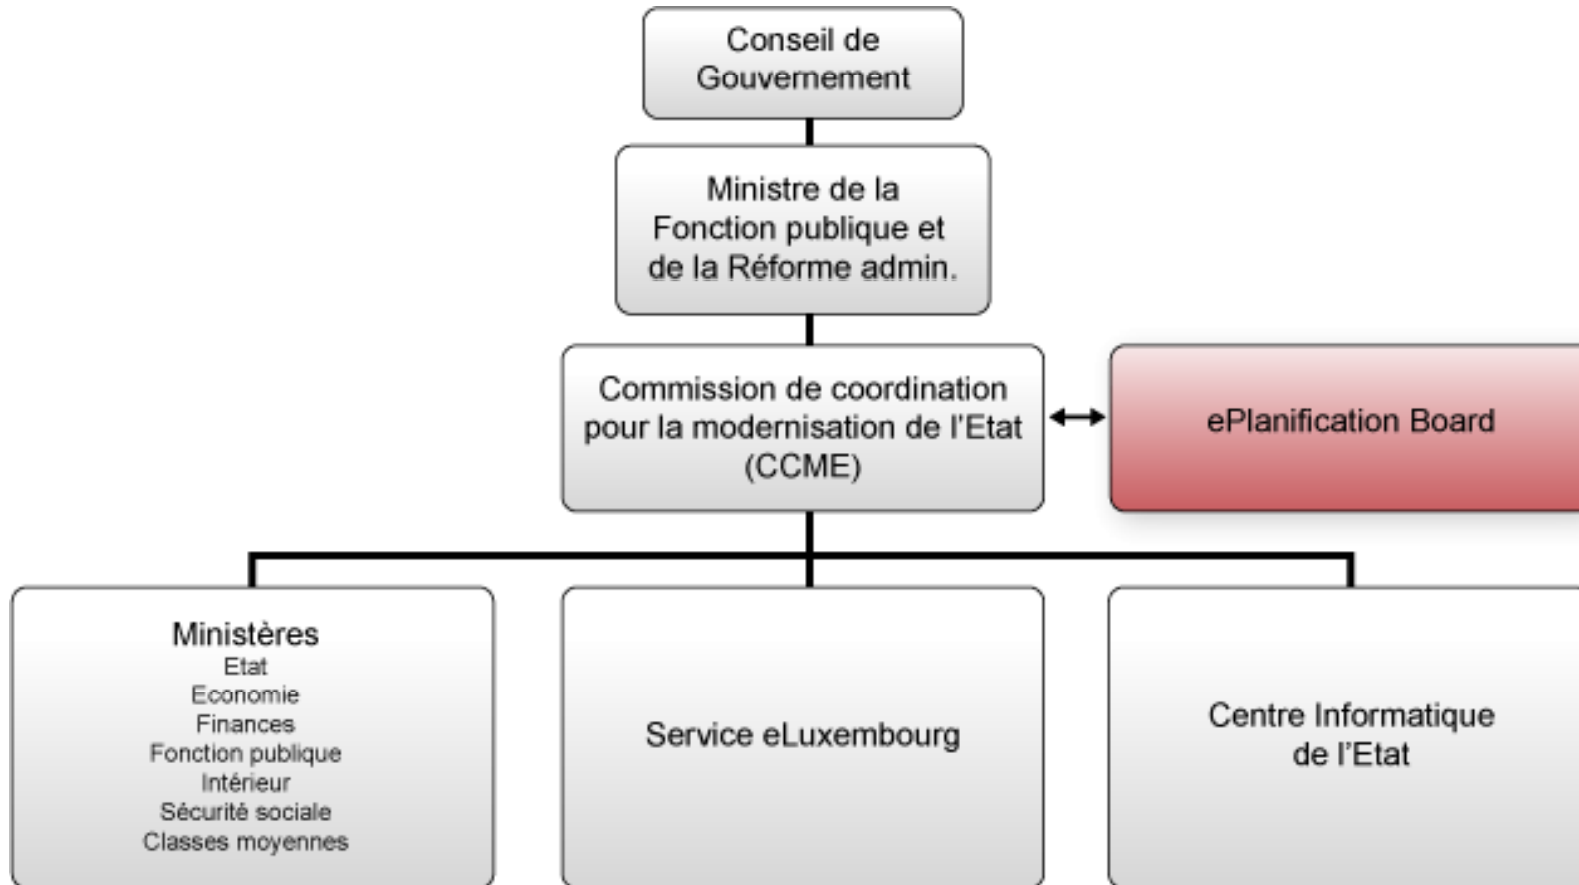 Conseil de
Gouvernement
Ministre de la
Fonction publique et
de la Réforme admin.
Commission de coordination
pour la modernisation de l'Etat
(CCME)
ePlanification Board
Ministères
Etat
Economie
Finances
Fonction publique
Intérieur
Sécurité sociale
Classes moyennes
Service eLuxembourg
Centre Informatique
de l'Etat